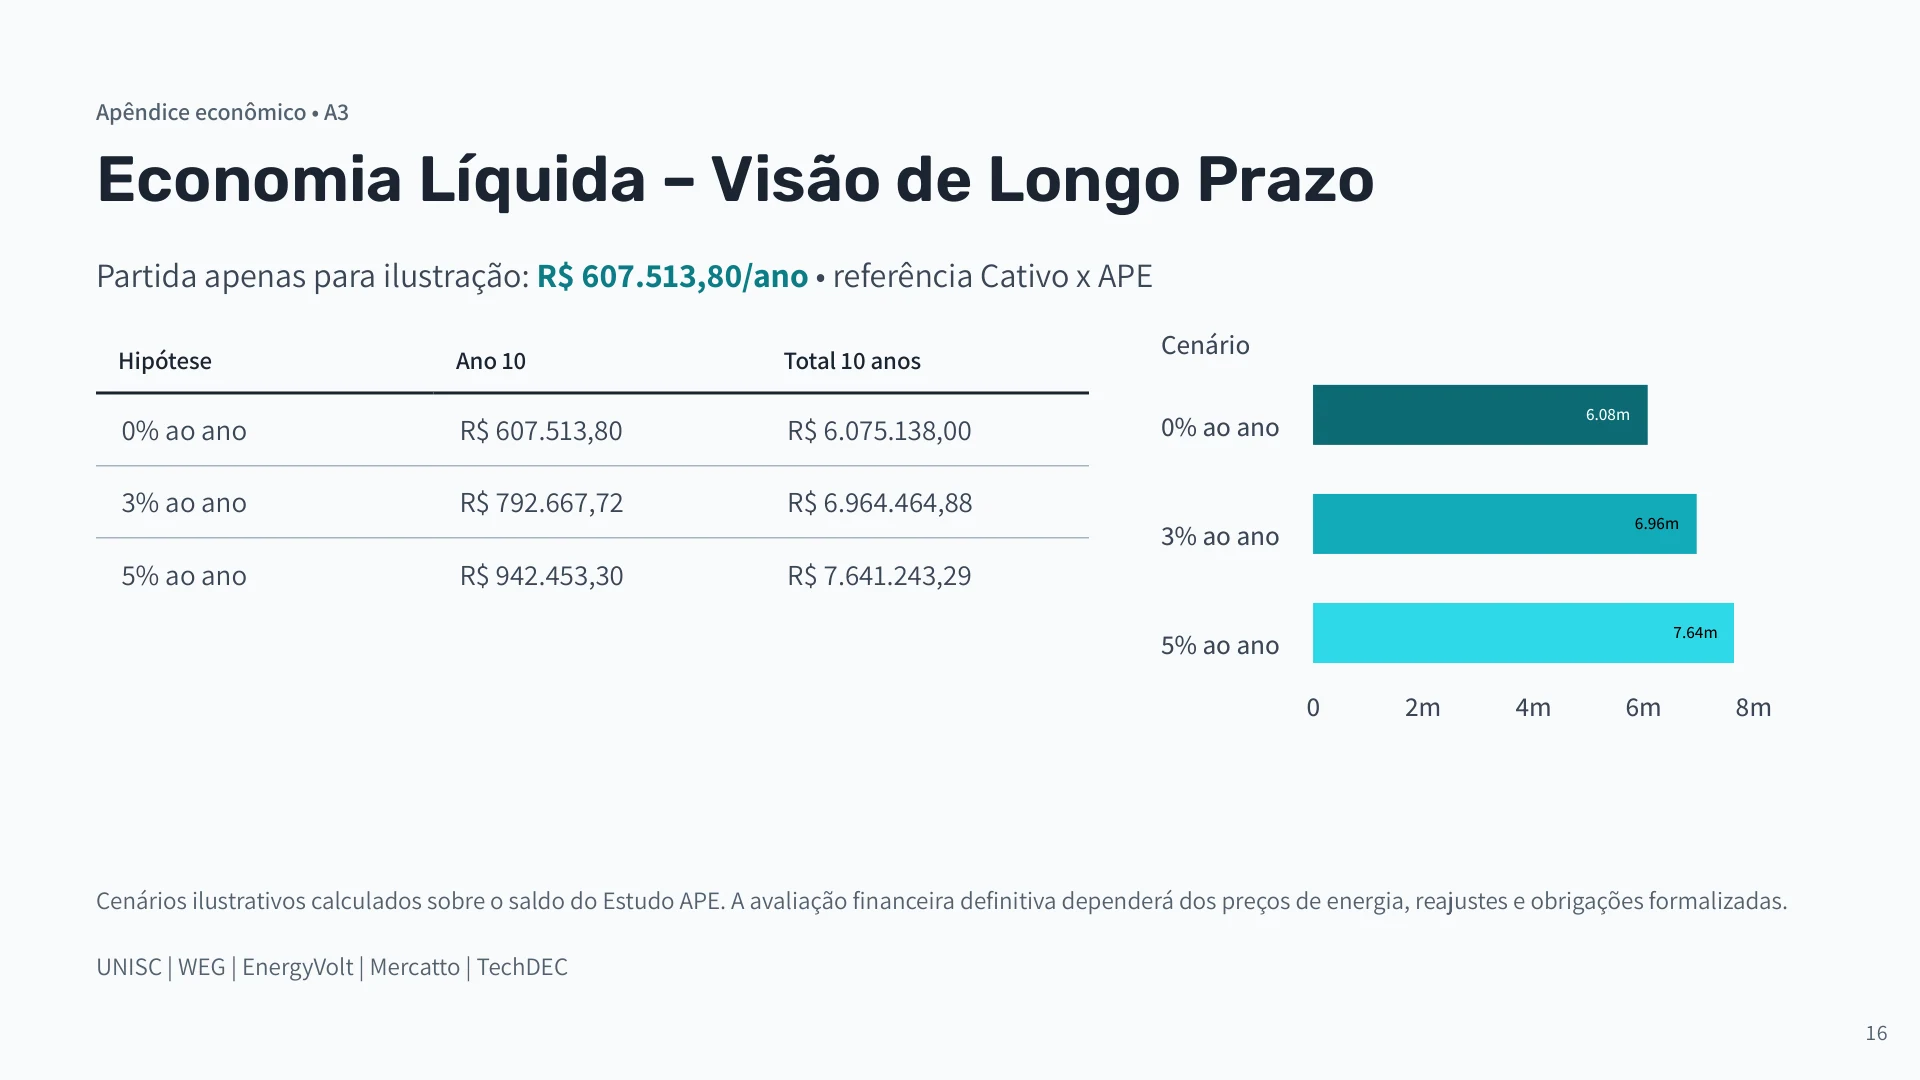 Apêndice econômico • A3
Economia Líquida – Visão de Longo Prazo
Partida apenas para ilustração: R$ 607.513,80/ano • referência Cativo x APE
Hipótese Ano 10 Total 10 anos
0% ao ano R$ 607.513,80 R$ 6.075.138,00
3% ao ano R$ 792.667,72 R$ 6.964.464,88
5% ao ano R$ 942.453,30 R$ 7.641.243,29
Cenário
0% ao ano 6.08m
3% ao ano 6.96m
5% ao ano 7.64m
0 2m 4m 6m 8m
Cenários ilustrativos calculados sobre o saldo do Estudo APE. A avaliação financeira definitiva dependerá dos preços de energia, reajustes e obrigações formalizadas.
UNISC | WEG | EnergyVolt | Mercatto | TechDEC
16